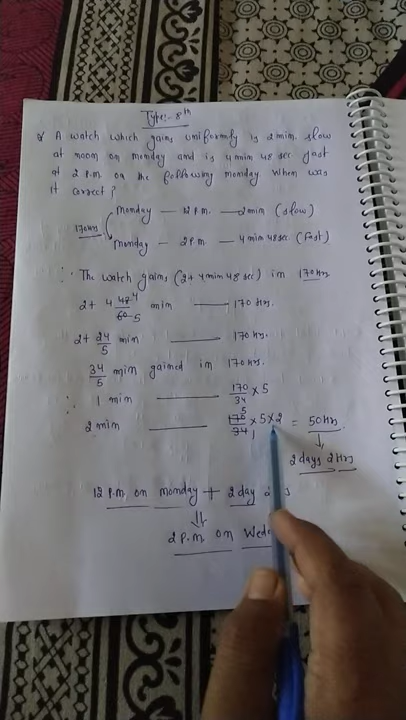 Type:- 8th
Q A watch which gains uniformly is 2 min. slow
at noon on monday and is 4 min 48 sec fast
at 2 P.M. on the following monday when was
it correct?
monday — 12 P.m. — 2 min (slow)
170 Hrs
monday — 2 P.M — 4 min 48 sec (Fast)
∵ The watch gains (2 + 4 min 48 sec) in 170 Hrs
2 + 4 48/60 4 5 min — 170 Hrs.
2 + 24/5 min — 170 Hrs.
34/5 min gained in 170 Hrs.
∴ 1 min — 170/34 × 5
2 min — 170/34 5 1 × 5 × 2 = 50 Hrs.
2 days 2 Hrs
12 P.M. on monday + 2 day
2 P.M. on